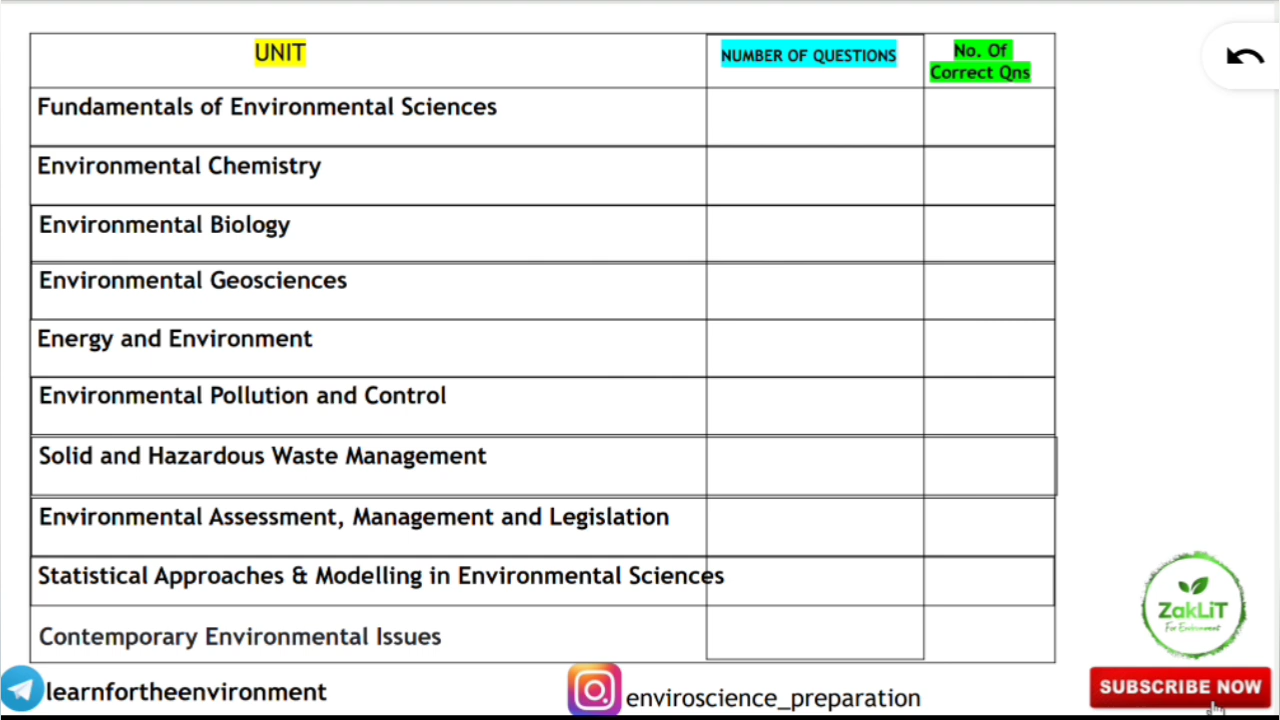 UNIT
NUMBER OF QUESTIONS
No. Of
Correct Qns
Fundamentals of Environmental Sciences
Environmental Chemistry
Environmental Biology
Environmental Geosciences
Energy and Environment
Environmental Pollution and Control
Solid and Hazardous Waste Management
Environmental Assessment, Management and Legislation
Statistical Approaches & Modelling in Environmental Sciences
Contemporary Environmental Issues
ZakLiT
For Environment
learnfortheenvironment
enviroscience_preparation
SUBSCRIBE NOW